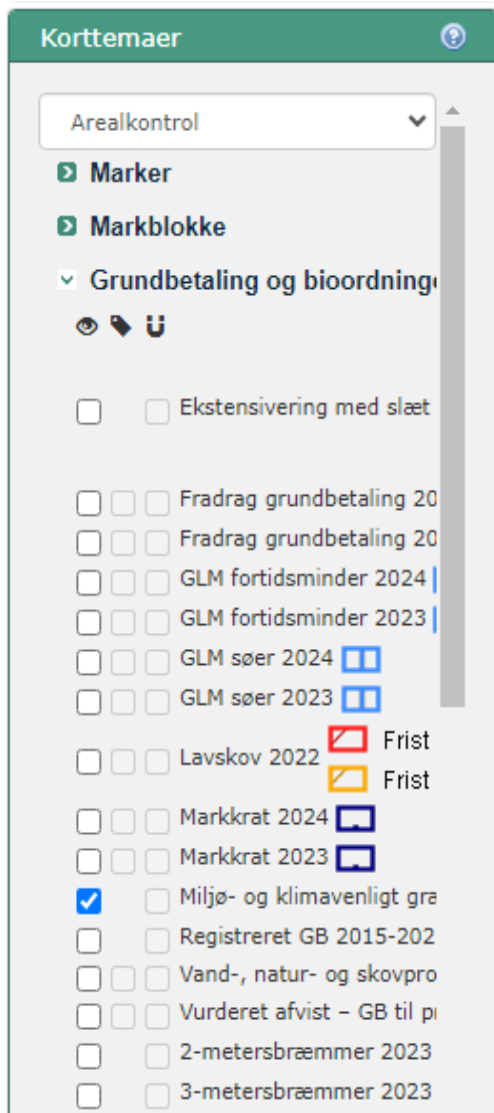 Korttemaer
Arealkontrol
Marker
Markblokke
Grundbetaling og bioordninge
Ekstensivering med slæt
Fradrag grundbetaling 20
Fradrag grundbetaling 20
GLM fortidsminder 2024
GLM fortidsminder 2023
GLM søer 2024
GLM søer 2023
Lavskov 2022 Frist
Frist
Markkrat 2024
Markkrat 2023
Miljø- og klimavenligt gra
Registreret GB 2015-202
Vand-, natur- og skovpro
Vurderet afvist – GB til p
2-metersbræmmer 2023
3-metersbræmmer 2023